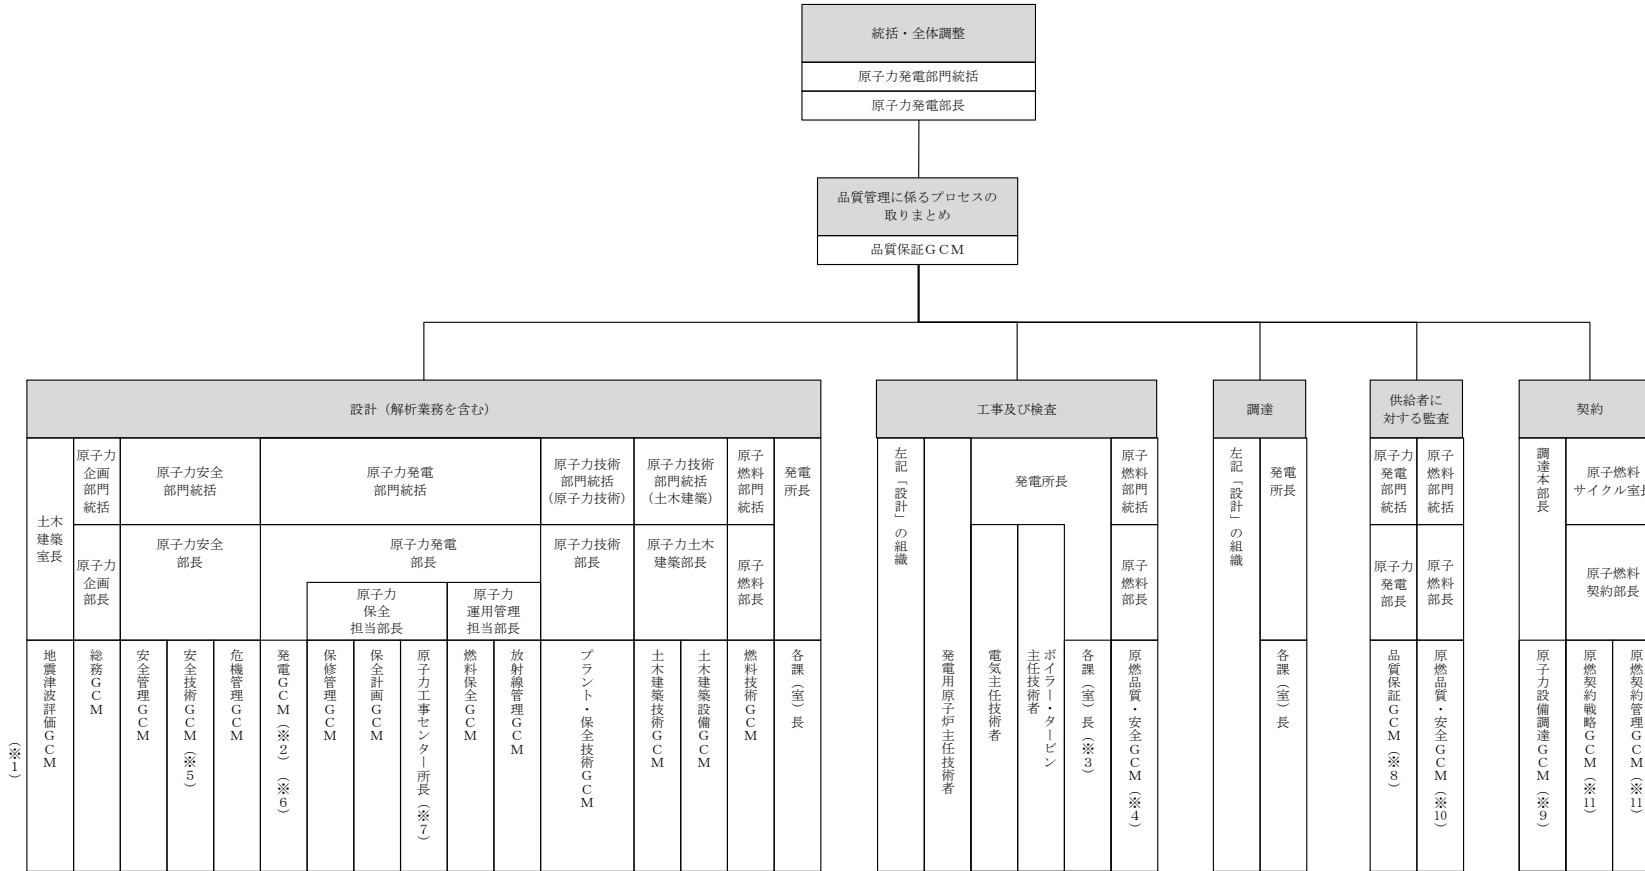 統括・全体調整
原子力発電部門統括
原子力発電部長
品質管理に係るプロセスの
取りまとめ
品質保証GCM
設計（解析業務を含む）
土木
建築
室長
原子力
企画
部門
統括
原子力安全
部門統括
原子力発電
部門統括
原子力技術
部門統括
（原子力技術）
原子力技術
部門統括
（土木建築）
原子
燃料
部門
統括
発電
所長
原子力
企画
部長
原子力安全
部長
原子力発電
部長
原子力
保全
担当部長
原子力
運用管理
担当部長
原子力技術
部長
原子力土木
建築部長
原子
燃料
部長
地震津波評価GCM
（※1）
総務GCM
安全管理GCM
安全技術GCM（※5）
危機管理GCM
発電GCM（※2）（※6）
保修管理GCM
保全計画GCM
原子力工事センター所長（※7）
燃料保全GCM
放射線管理GCM
プラント・保全技術GCM
土木建築技術GCM
土木建築設備GCM
燃料技術GCM
各課（室）長
工事及び検査
左記「設計」の組織
発電所長
原子
燃料
部門
統括
原子
燃料
部長
発電用原子炉主任技術者
電気主任技術者
ボイラー・タービン
主任技術者
各課（室）長（※3）
原燃品質・安全GCM（※4）
調達
左記「設計」の組織
発電
所長
各課（室）長
供給者に
対する監査
原子力
発電
部門
統括
原子
燃料
部門
統括
原子力
発電
部長
原子
燃料
部長
品質保証GCM（※8）
原燃品質・安全GCM（※10）
契約
調達本部長
原子燃料
サイクル室長
原子燃料
契約部長
原子力設備調達GCM（※9）
原燃契約戦略GCM（※11）
原燃契約管理GCM（※11）